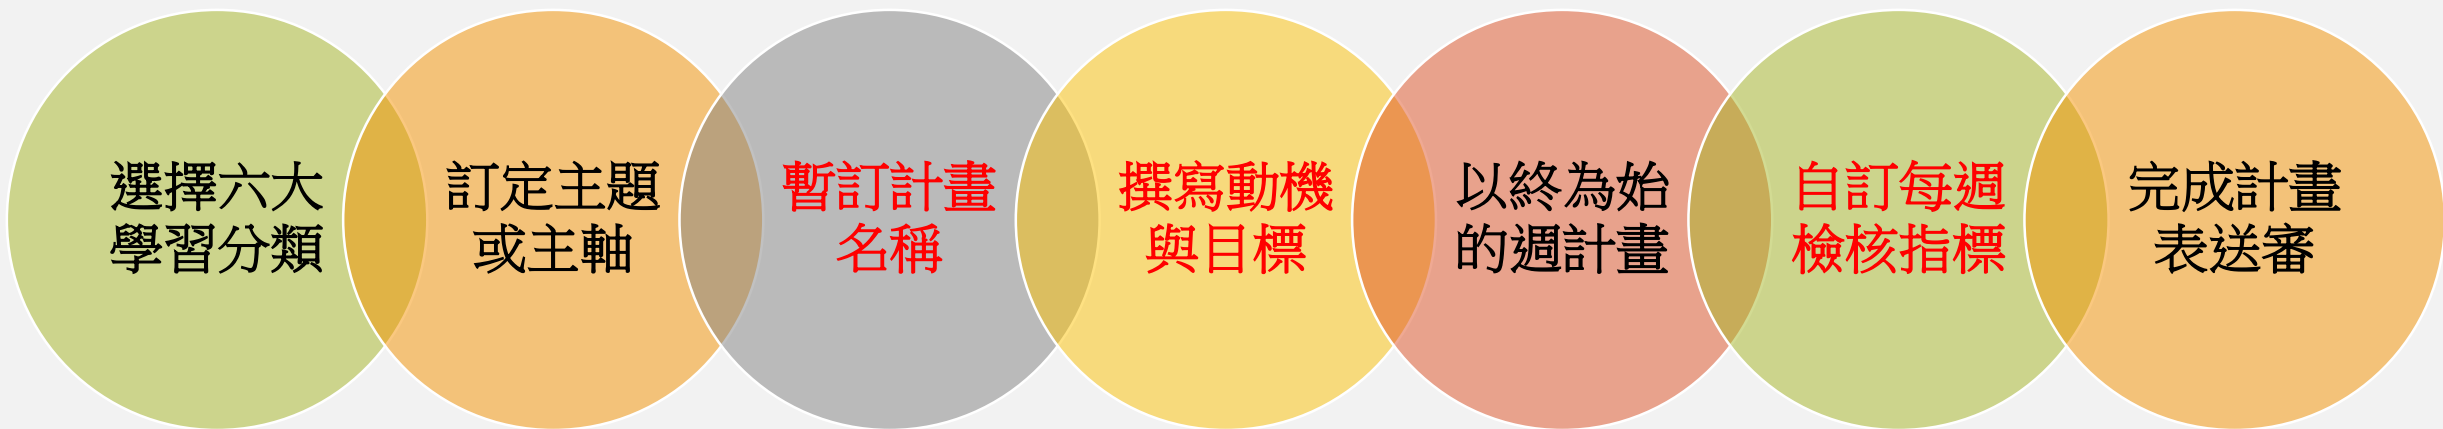 選擇六大
學習分類
訂定主題
或主軸
暫訂計畫
名稱
撰寫動機
與目標
以終為始
的週計畫
自訂每週
檢核指標
完成計畫
表送審